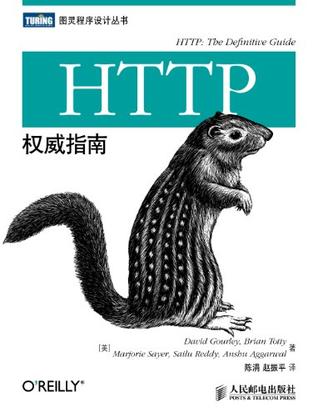 TURING 图灵程序设计丛书
HTTP: The Definitive Guide
HTTP
权威指南
[美] David Gourley, Brian Totty
Marjorie Sayer, Sailu Reddy, Anshu Aggarwal 著
陈涓 赵振平 译
O'REILLY®
人民邮电出版社
POSTS & TELECOM PRESS